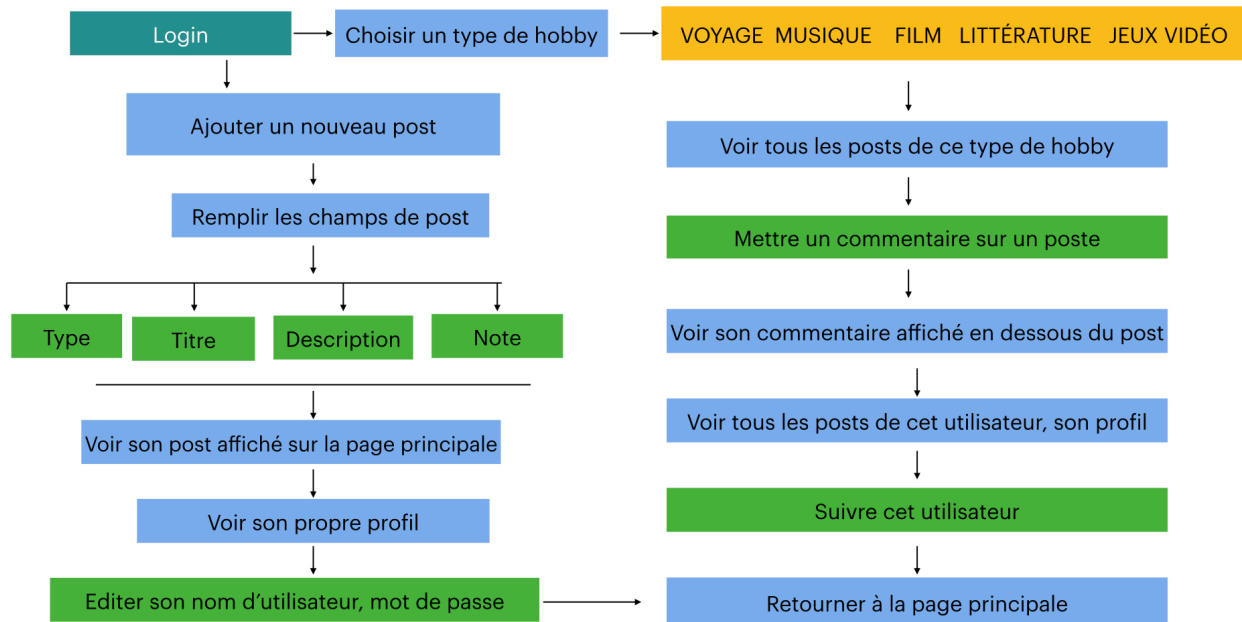 Login
Choisir un type de hobby
VOYAGE MUSIQUE FILM LITTÉRATURE JEUX VIDÉO
Ajouter un nouveau post
Remplir les champs de post
Type
Titre
Description
Note
Voir son post affiché sur la page principale
Voir son propre profil
Editer son nom d'utilisateur, mot de passe
Voir tous les posts de ce type de hobby
Mettre un commentaire sur un poste
Voir son commentaire affiché en dessous du post
Voir tous les posts de cet utilisateur, son profil
Suivre cet utilisateur
Retourner à la page principale